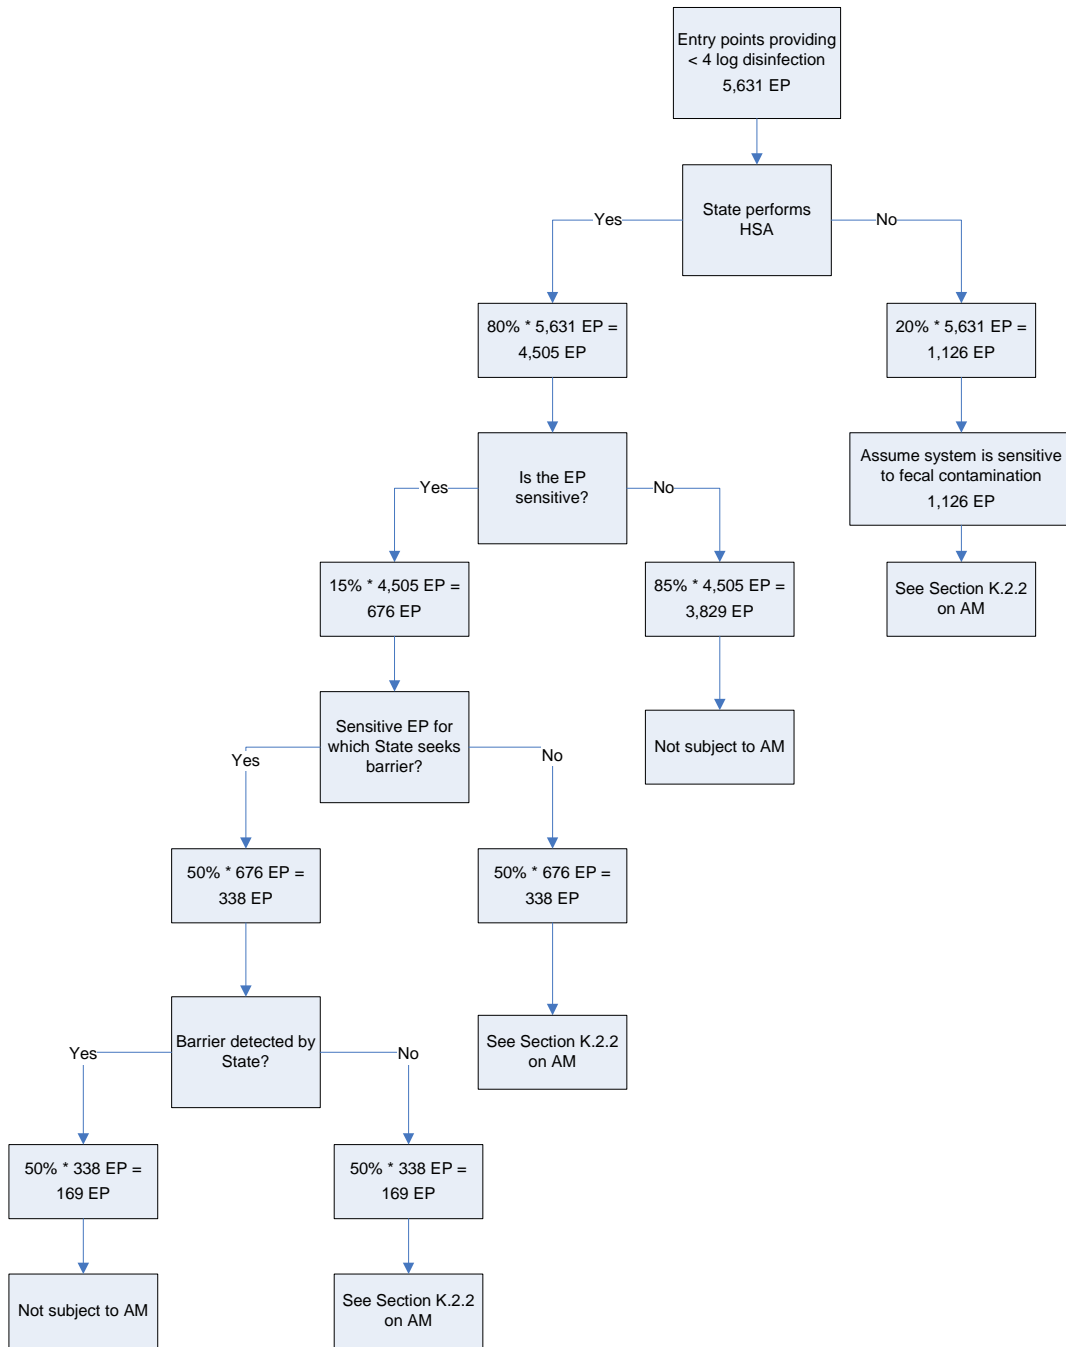 Entry points providing
< 4 log disinfection
5,631 EP
State performs
HSA
Yes
No
80% * 5,631 EP =
4,505 EP
20% * 5,631 EP =
1,126 EP
Is the EP
sensitive?
Yes
No
Assume system is sensitive
to fecal contamination
1,126 EP
15% * 4,505 EP =
676 EP
85% * 4,505 EP =
3,829 EP
See Section K.2.2
on AM
Sensitive EP for
which State seeks
barrier?
Yes
No
Not subject to AM
50% * 676 EP =
338 EP
50% * 676 EP =
338 EP
Barrier detected by
State?
Yes
No
See Section K.2.2
on AM
50% * 338 EP =
169 EP
50% * 338 EP =
169 EP
Not subject to AM
See Section K.2.2
on AM